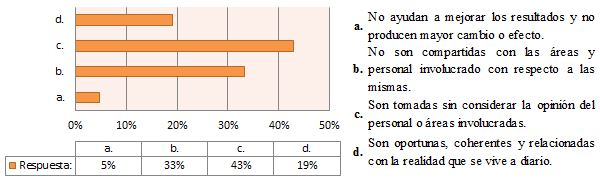 d.
c.
b.
a.
0% 10% 20% 30% 40% 50%
a. b. c. d.
Respuesta: 5% 33% 43% 19%
a. No ayudan a mejorar los resultados y no
producen mayor cambio o efecto.
b. No son compartidas con las áreas y
personal involucrado con respecto a las
mismas.
c. Son tomadas sin considerar la opinión del
personal o áreas involucradas.
d. Son oportunas, coherentes y relacionadas
con la realidad que se vive a diario.